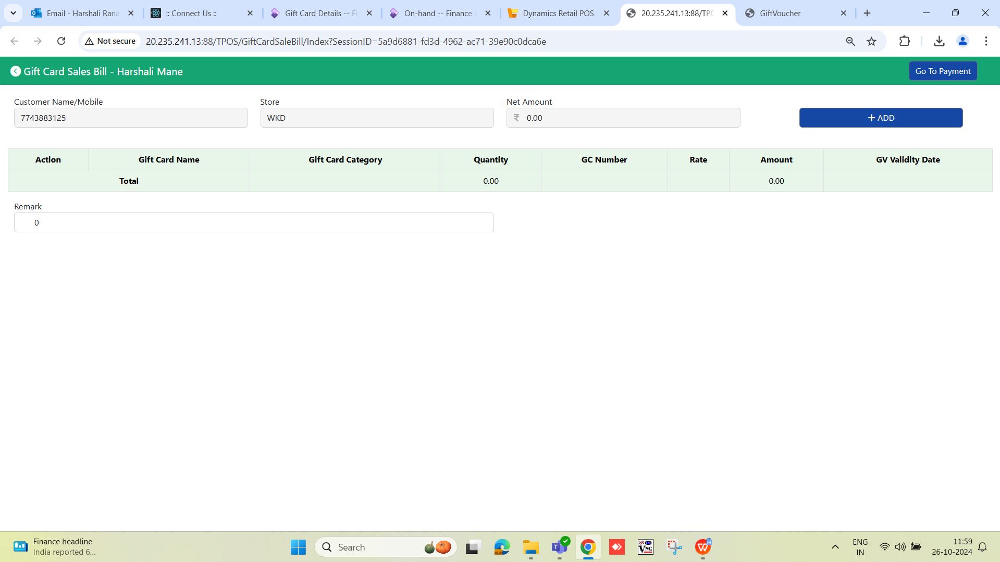 Email - Harshali Rana
:: Connect Us ::
Gift Card Details -- Fi
On-hand -- Finance a
Dynamics Retail POS
20.235.241.13:88/TPO
GiftVoucher
Not secure
20.235.241.13:88/TPOS/GiftCardSaleBill/Index?SessionID=5a9d6881-fd3d-4962-ac71-39e90c0dca6e
Gift Card Sales Bill - Harshali Mane
Go To Payment
Customer Name/Mobile
Store
Net Amount
7743883125
WKD
₹ 0.00
+ ADD
Action Gift Card Name Gift Card Category Quantity GC Number Rate Amount GV Validity Date
Total 0.00 0.00
Remark
0
Finance headline
India reported 6...
Search
VNC
ENG
IN
11:59
26-10-2024